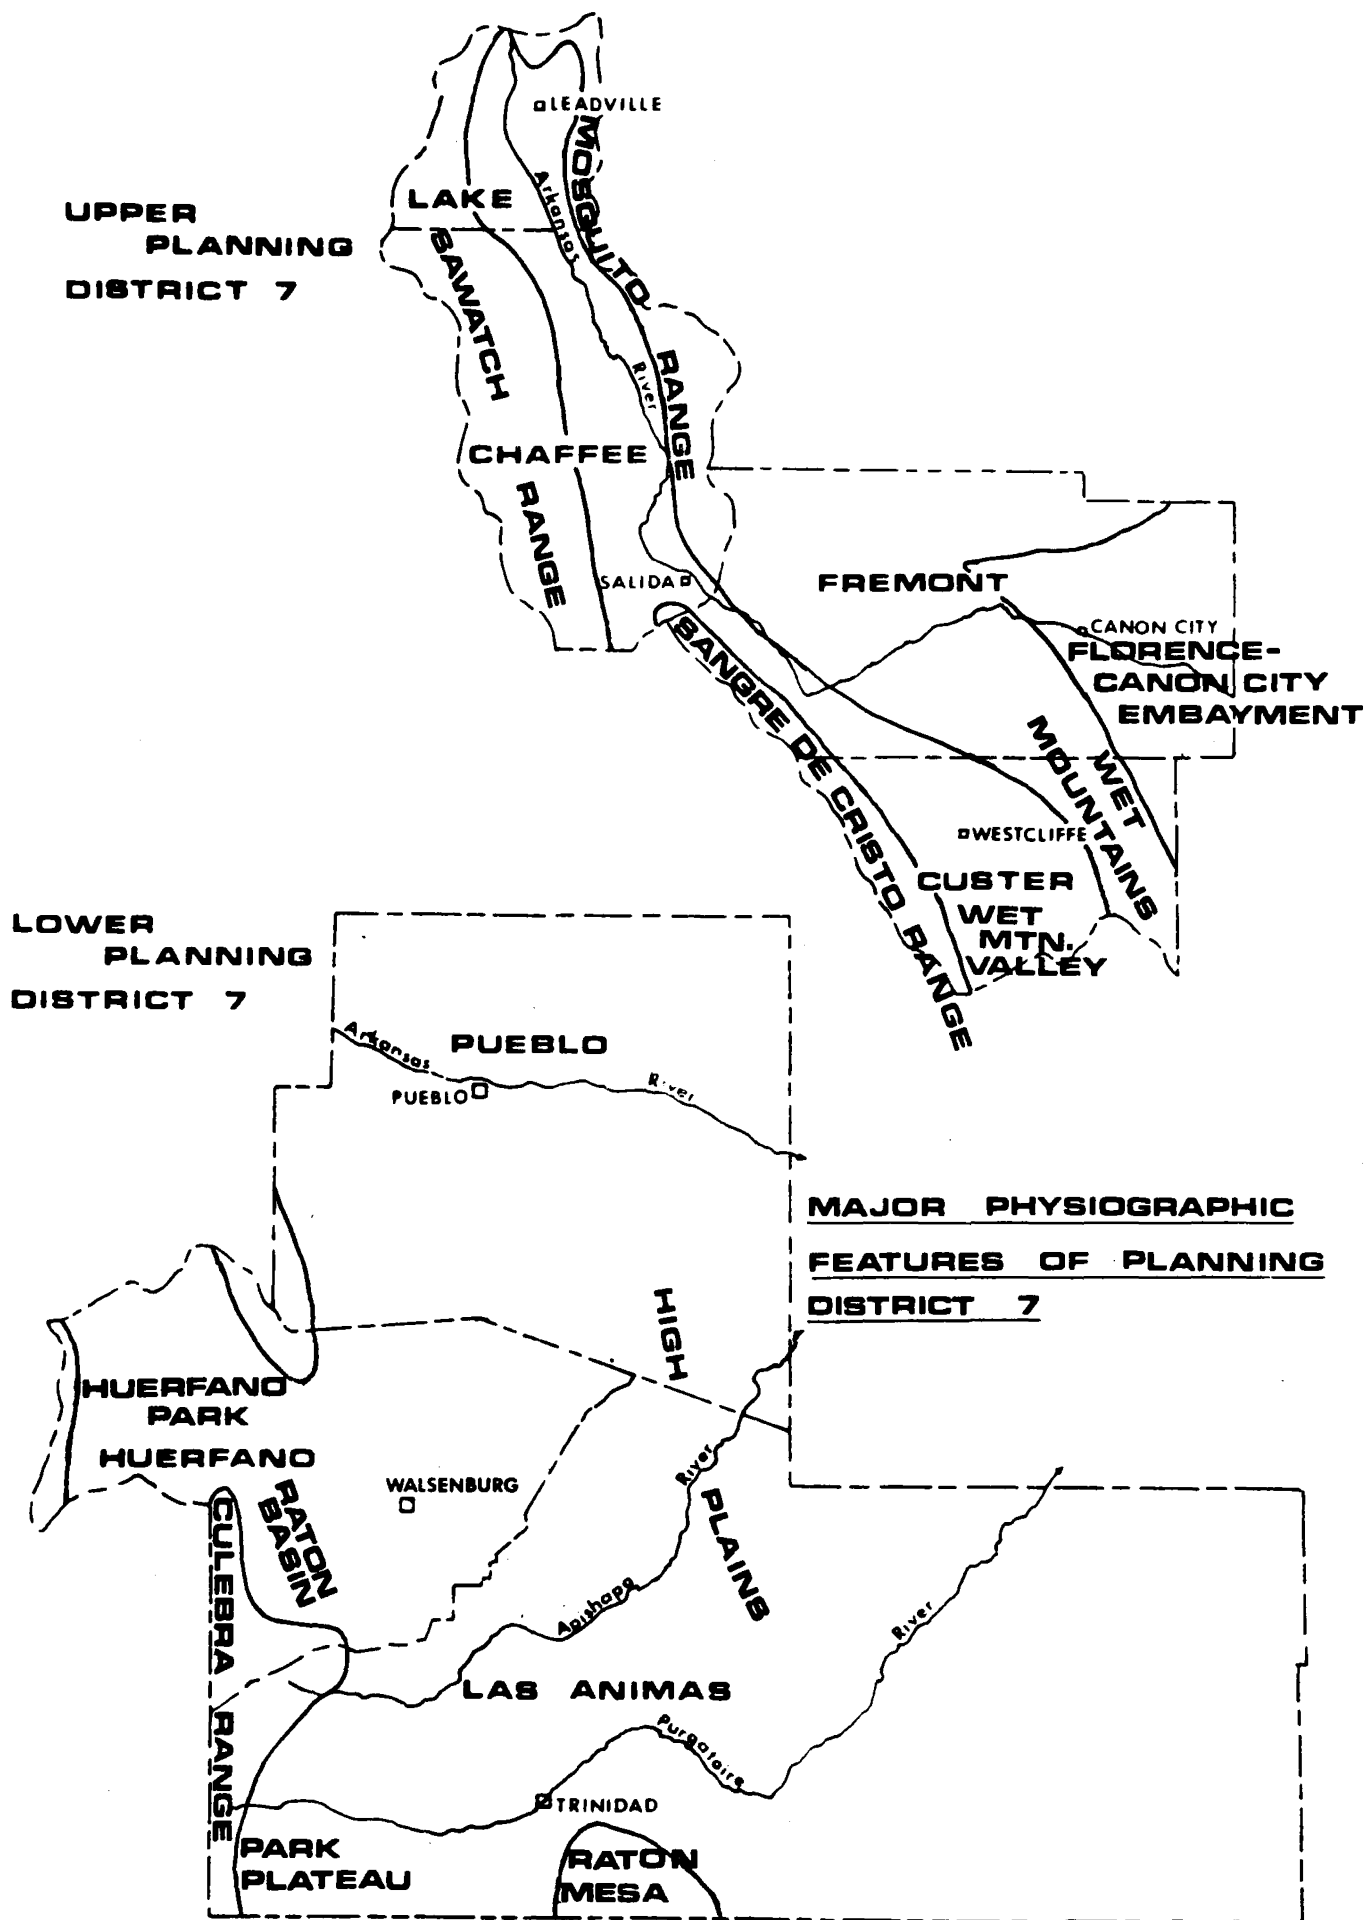 LEADVILLE
MOSQUITO RANGE
LAKE
Arkansas River
UPPER
PLANNING
DISTRICT 7
SAWATCH RANGE
CHAFFEE
SALIDA
FREMONT
CANON CITY
FLORENCE-
CANON CITY
EMBAYMENT
SANGRE DE CRISTO RANGE
WET
MOUNTAINS
WESTCLIFFE
CUSTER
WET
MTN.
VALLEY
LOWER
PLANNING
DISTRICT 7
Arkansas River
PUEBLO
PUEBLO
MAJOR PHYSIOGRAPHIC
FEATURES OF PLANNING
DISTRICT 7
HIGH PLAINS
HUERFANO
PARK
HUERFANO
RATON
BASIN
WALSENBURG
CULEBRA RANGE
Apishapa River
LAS ANIMAS
Purgatoire River
TRINIDAD
PARK
PLATEAU
RATON
MESA